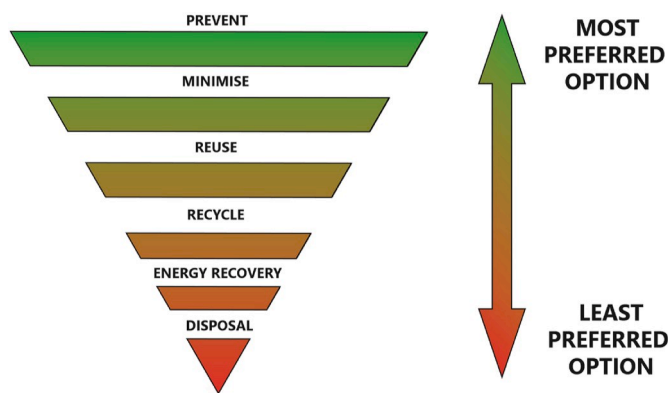 PREVENT
MINIMISE
REUSE
RECYCLE
ENERGY RECOVERY
DISPOSAL
MOST
PREFERRED
OPTION
LEAST
PREFERRED
OPTION